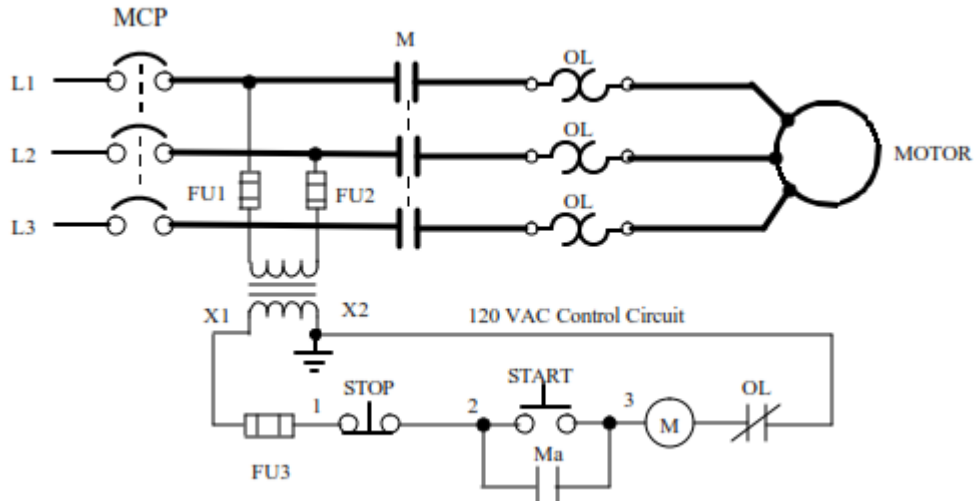 MCP
M
OL
L1
L2
OL
MOTOR
FU1
FU2
OL
L3
X1
X2
120 VAC Control Circuit
STOP
START
OL
1
2
3
M
Ma
FU3